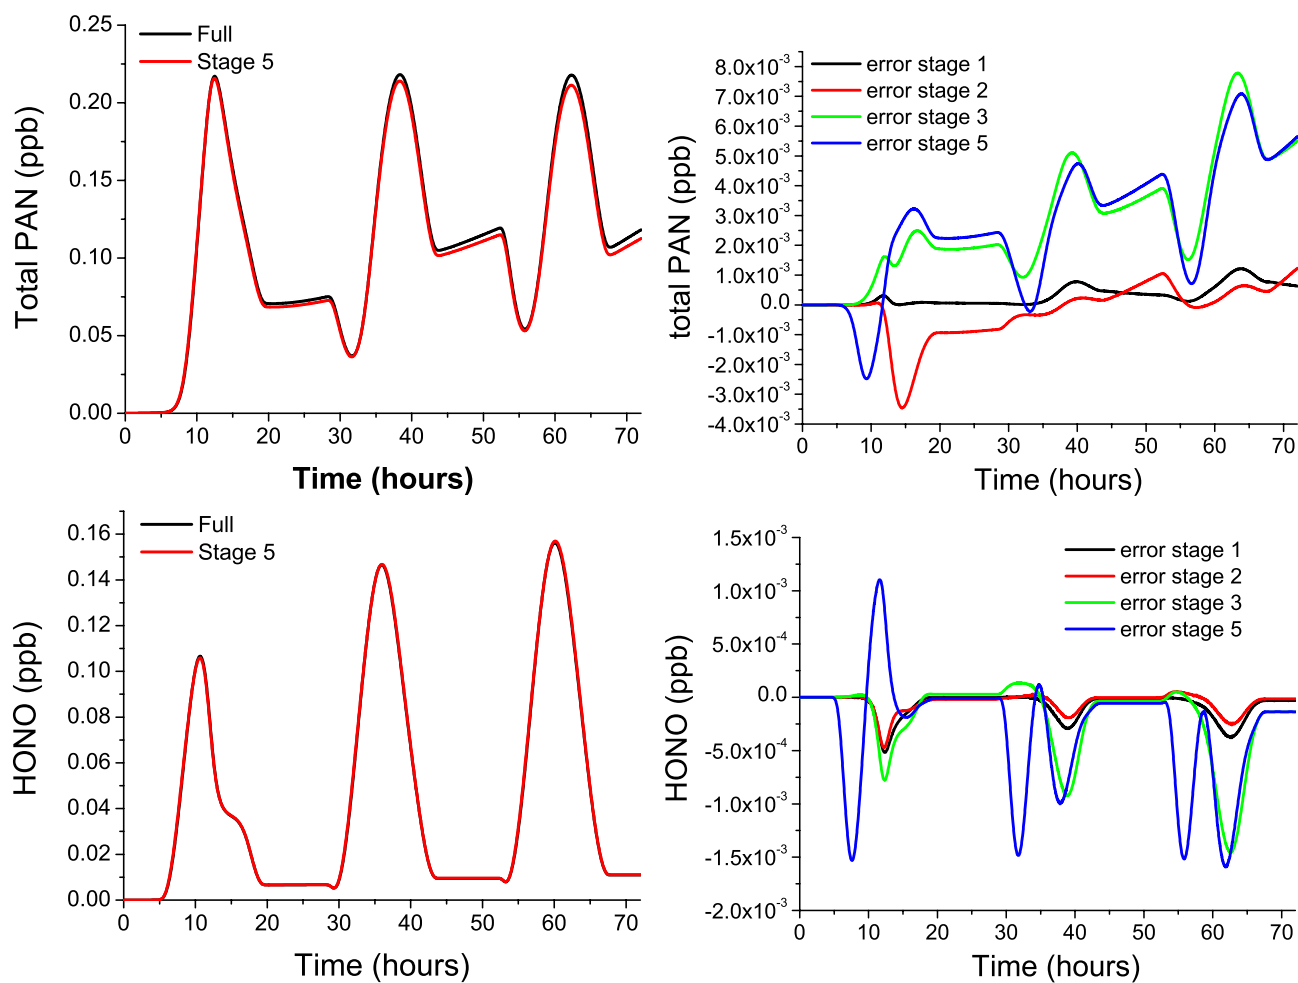 0.25
0.20
0.15
0.10
0.05
0.00
Total PAN (ppb)
Full
Stage 5
0 10 20 30 40 50 60 70
Time (hours)
8.0x10⁻³
7.0x10⁻³
6.0x10⁻³
5.0x10⁻³
4.0x10⁻³
3.0x10⁻³
2.0x10⁻³
1.0x10⁻³
0.0
-1.0x10⁻³
-2.0x10⁻³
-3.0x10⁻³
-4.0x10⁻³
total PAN (ppb)
error stage 1
error stage 2
error stage 3
error stage 5
0 10 20 30 40 50 60 70
Time (hours)
0.16
0.14
0.12
0.10
0.08
0.06
0.04
0.02
0.00
HONO (ppb)
Full
Stage 5
0 10 20 30 40 50 60 70
Time (hours)
1.5x10⁻³
1.0x10⁻³
5.0x10⁻⁴
0.0
-5.0x10⁻⁴
-1.0x10⁻³
-1.5x10⁻³
-2.0x10⁻³
HONO (ppb)
error stage 1
error stage 2
error stage 3
error stage 5
0 10 20 30 40 50 60 70
Time (hours)